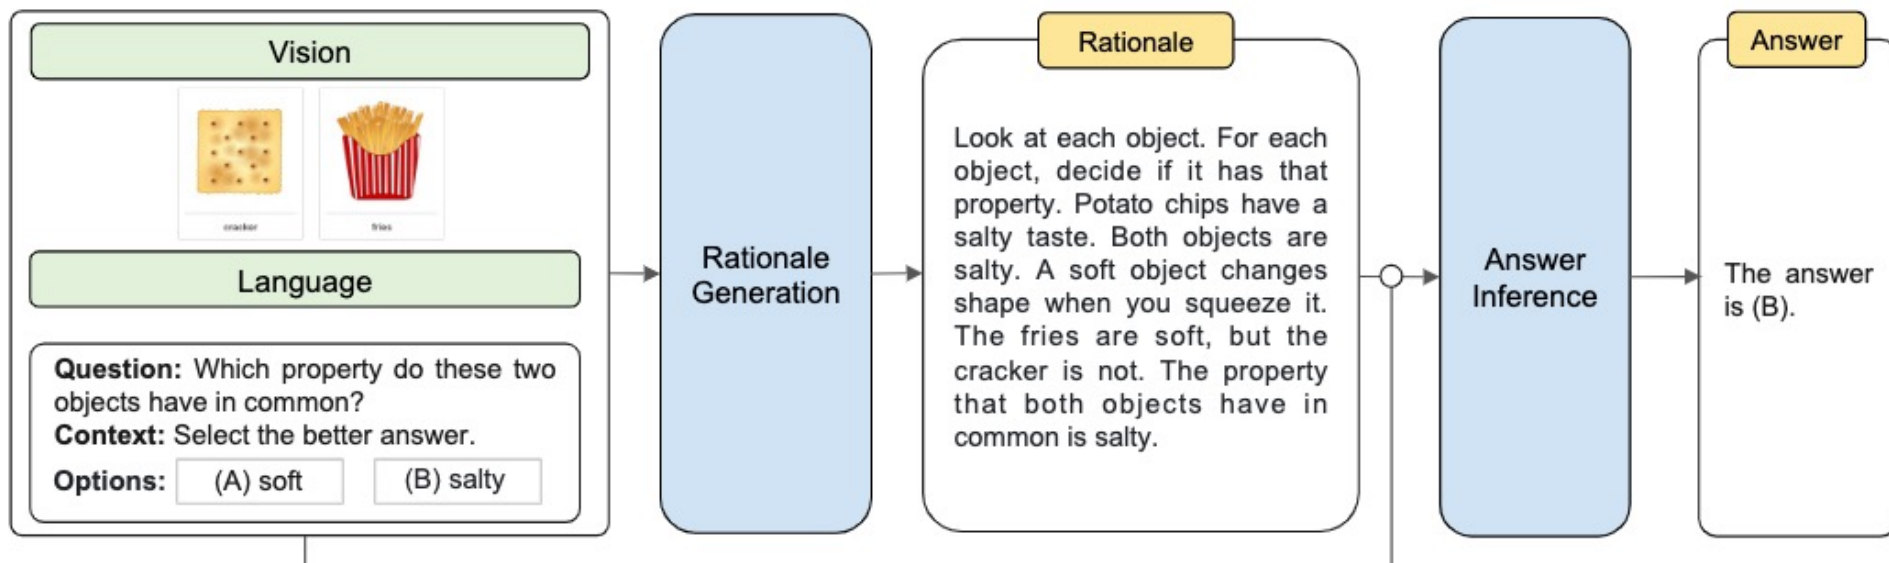 Vision
cracker
fries
Language
Question: Which property do these two
objects have in common?
Context: Select the better answer.
Options: (A) soft (B) salty
Rationale
Generation
Rationale
Look at each object. For each
object, decide if it has that
property. Potato chips have a
salty taste. Both objects are
salty. A soft object changes
shape when you squeeze it.
The fries are soft, but the
cracker is not. The property
that both objects have in
common is salty.
Answer
Inference
Answer
The answer
is (B).